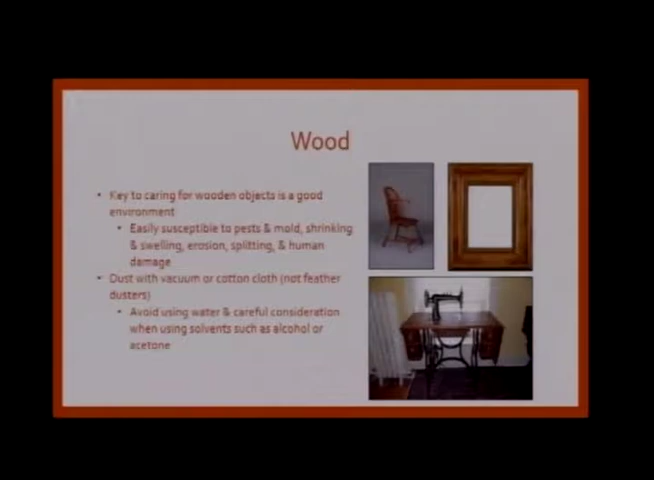 Wood
• Key to caring for wooden objects is a good
environment
• Easily susceptible to pests & mold, shrinking
& swelling, erosion, splitting, & human
damage
• Dust with vacuum or cotton cloth (not feather
dusters)
• Avoid using water & careful consideration
when using solvents such as alcohol or
acetone